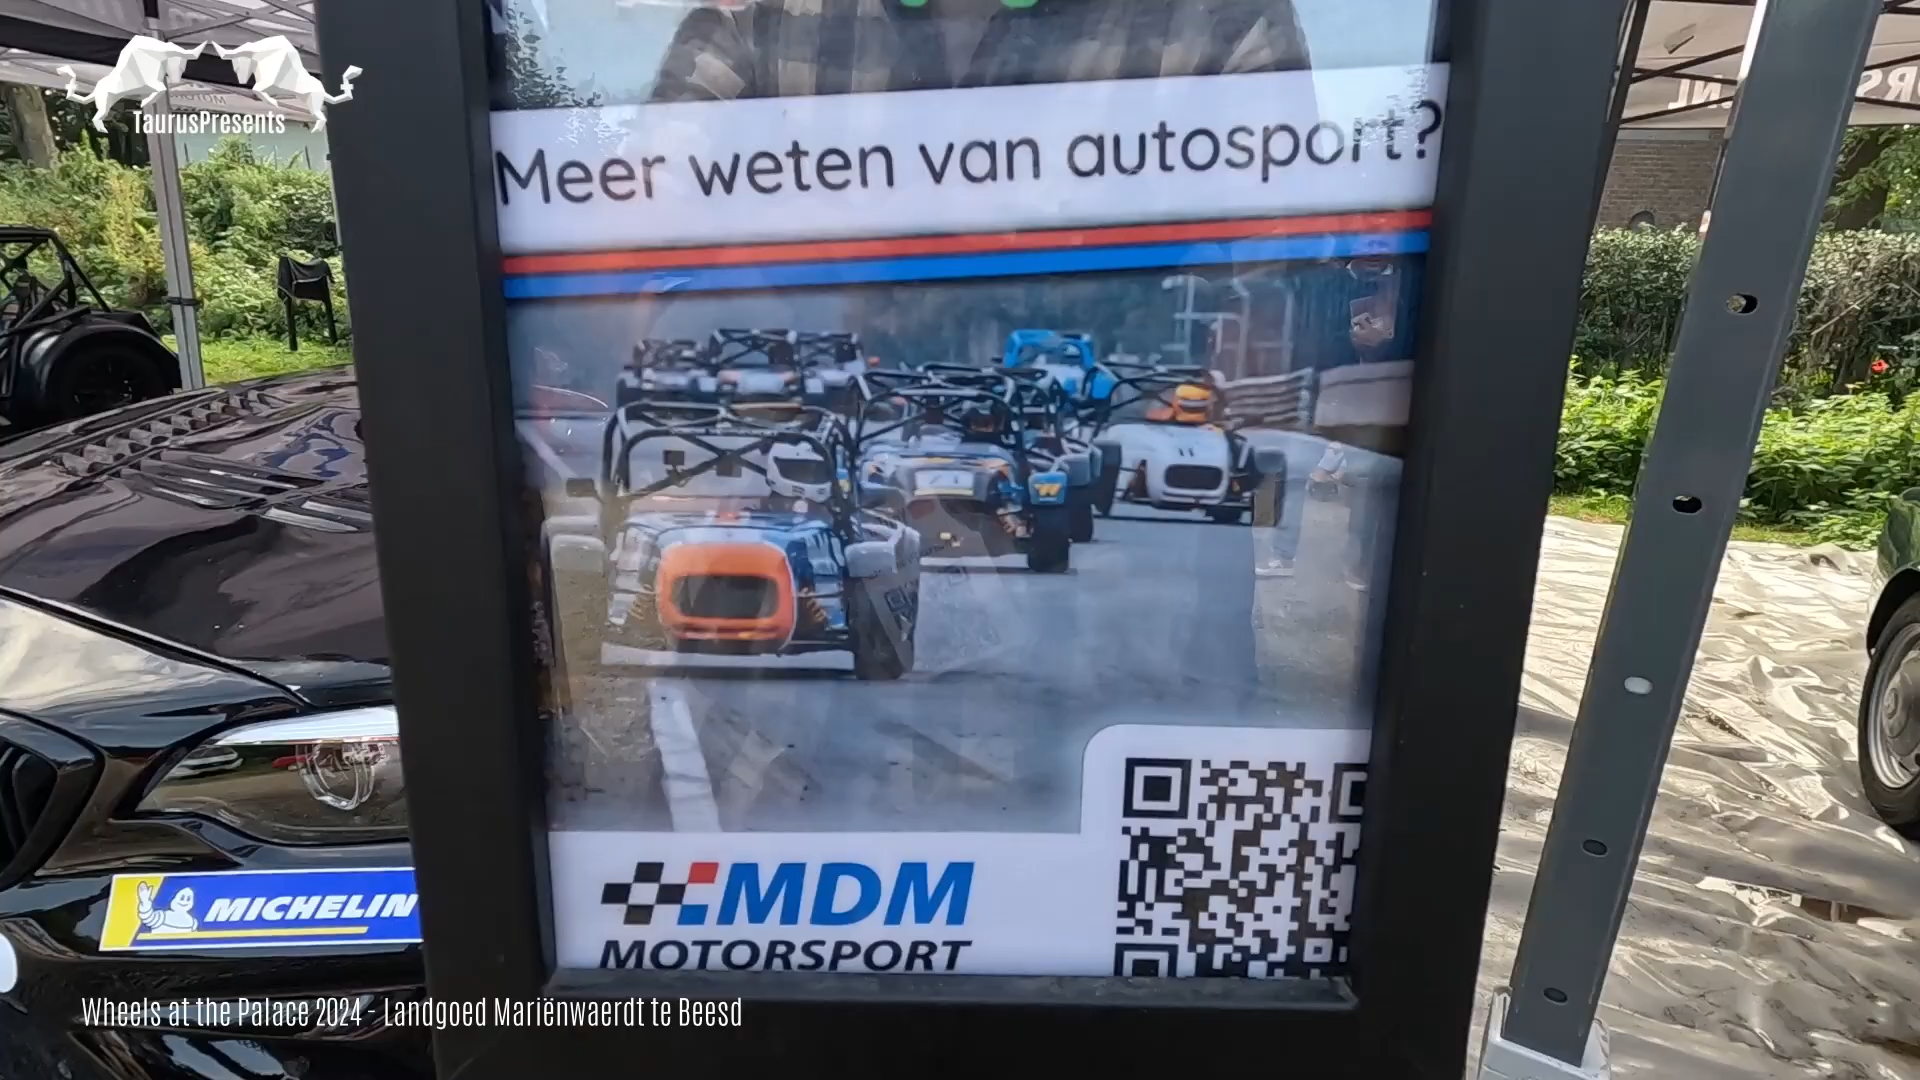 TaurusPresents
Meer weten van autosport?
MDM
MOTORSPORT
MICHELIN
Wheels at the Palace 2024 - Landgoed Mariënwaerdt te Beesd